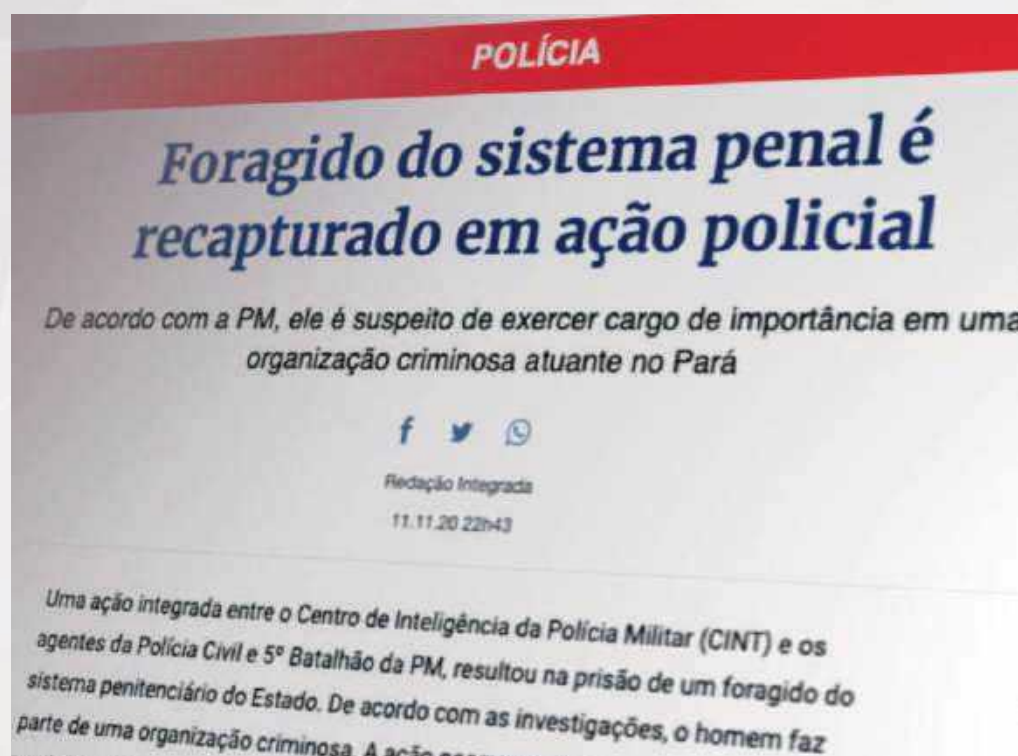 POLÍCIA
Foragido do sistema penal é
recapturado em ação policial
De acordo com a PM, ele é suspeito de exercer cargo de importância em uma
organização criminosa atuante no Pará
Redação Integrada
11.11.20 22h43
Uma ação integrada entre o Centro de Inteligência da Polícia Militar (CINT) e os
agentes da Polícia Civil e 5º Batalhão da PM, resultou na prisão de um foragido do
sistema penitenciário do Estado. De acordo com as investigações, o homem faz
parte de uma organização criminosa. A ação